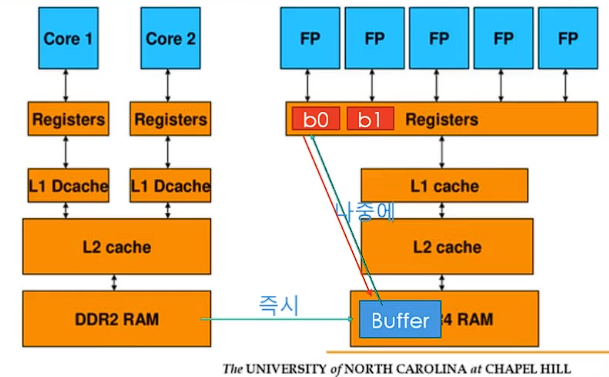 Core 1
Core 2
FP
FP
FP
FP
FP
Registers
Registers
b0
b1
Registers
L1 Dcache
L1 Dcache
L1 cache
나중에
L2 cache
L2 cache
DDR2 RAM
즉시
Buffer
4 RAM
The UNIVERSITY of NORTH CAROLINA at CHAPEL HILL